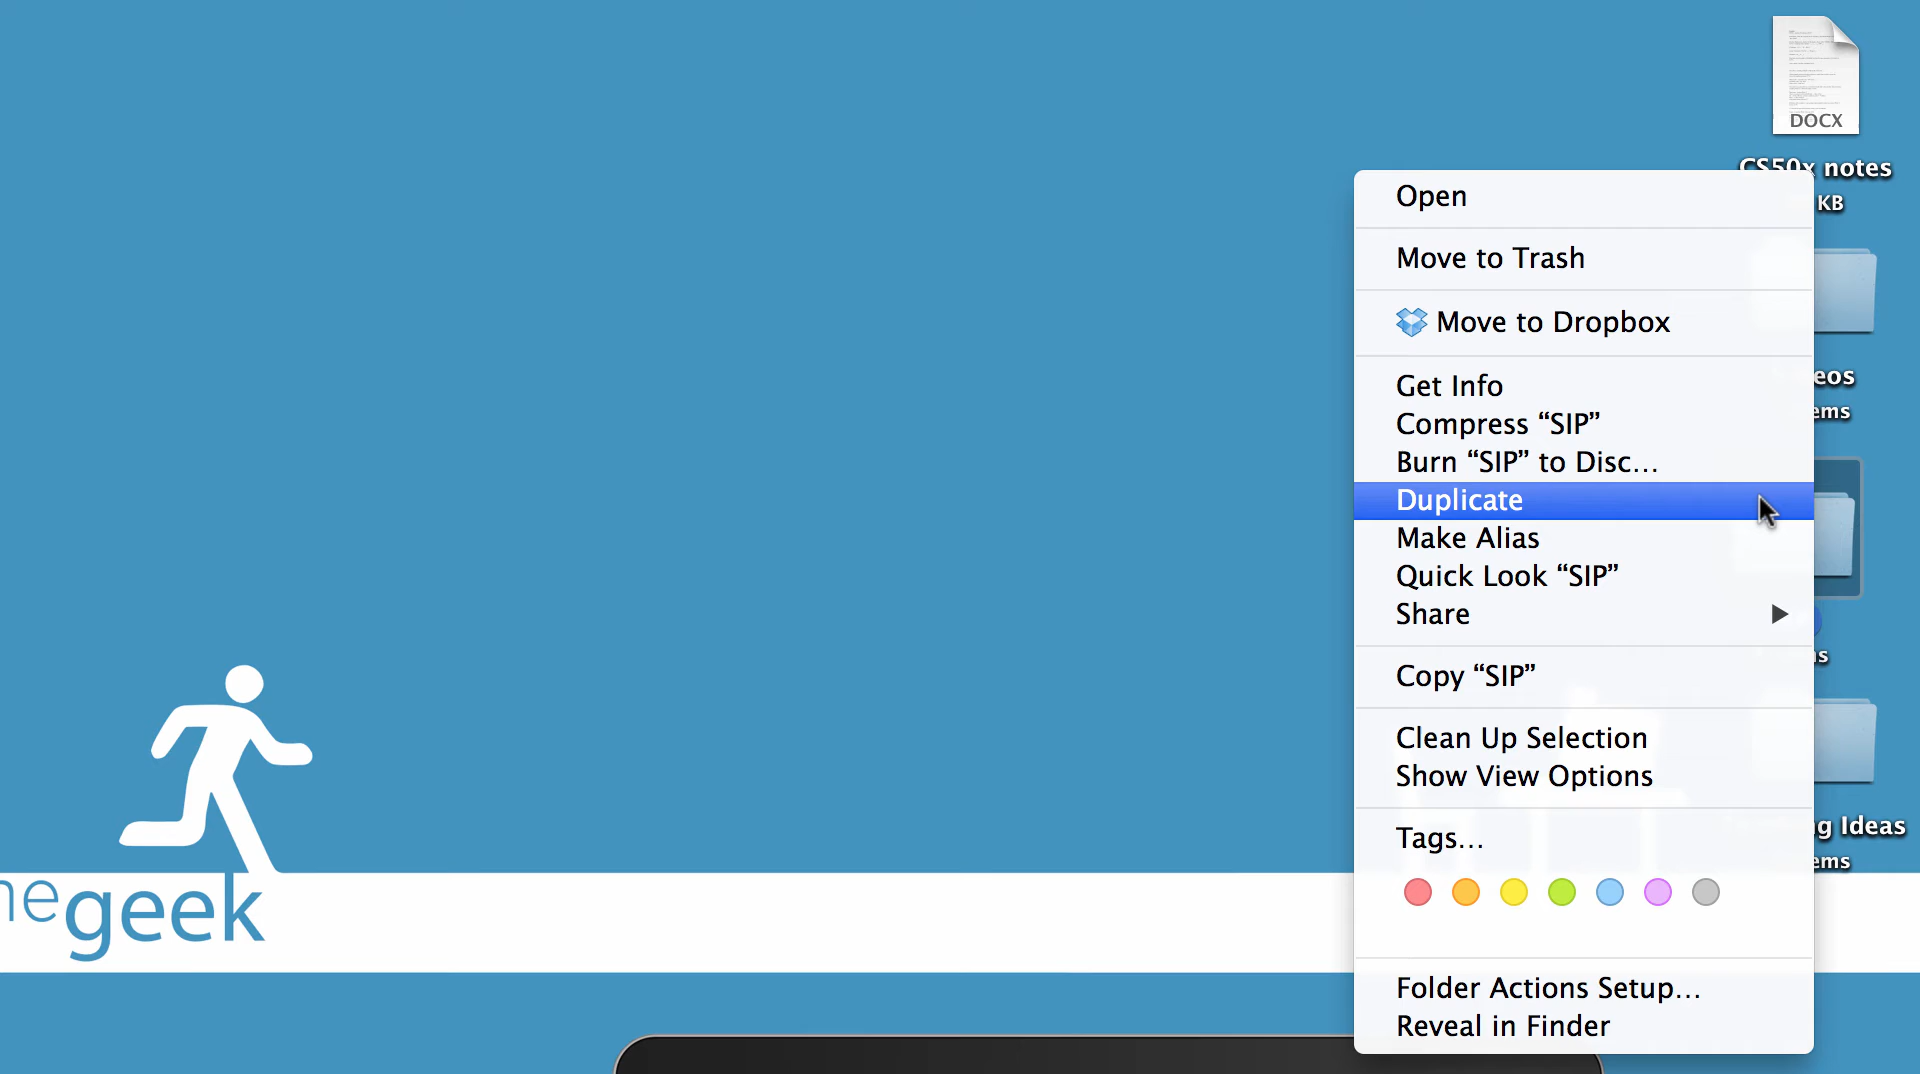 DOCX
CS50x notes
KB
Open
Move to Trash
Move to Dropbox
Get Info
Compress “SIP”
Burn “SIP” to Disc...
Duplicate
Make Alias
Quick Look “SIP”
Share
Copy “SIP”
Clean Up Selection
Show View Options
Tags...
Folder Actions Setup...
Reveal in Finder
eos
ems
ms
g Ideas
ems
he geek